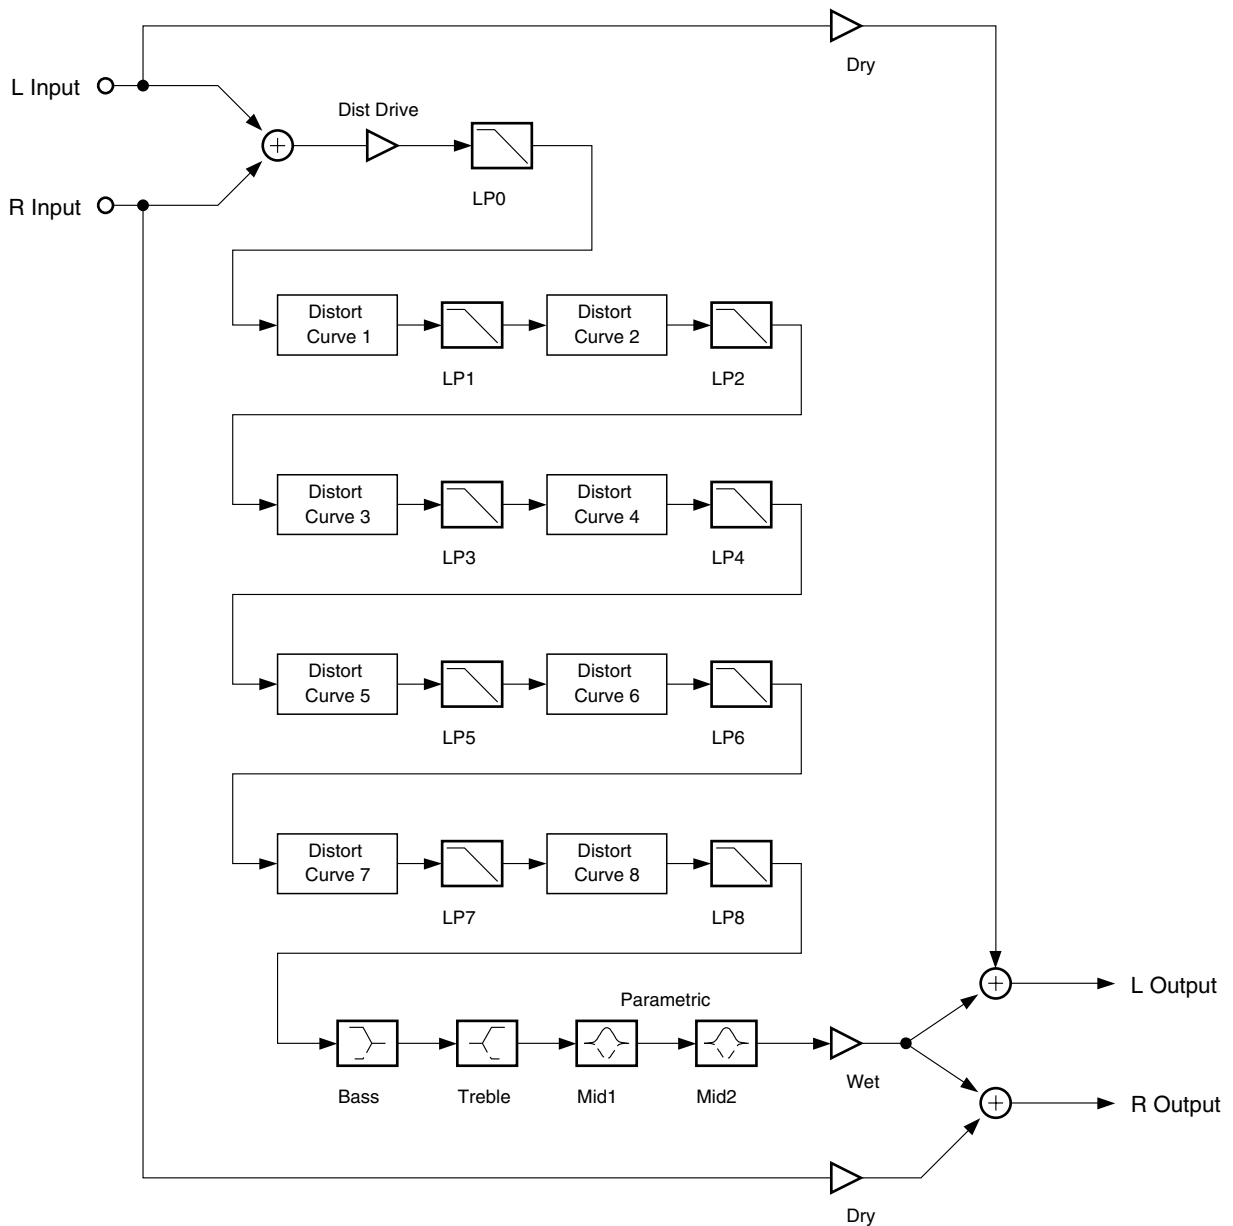 Dry
L Input
Dist Drive
LP0
R Input
Distort
Curve 1
Distort
Curve 2
LP1
LP2
Distort
Curve 3
Distort
Curve 4
LP3
LP4
Distort
Curve 5
Distort
Curve 6
LP5
LP6
Distort
Curve 7
Distort
Curve 8
LP7
LP8
L Output
Parametric
Bass
Treble
Mid1
Mid2
Wet
R Output
Dry